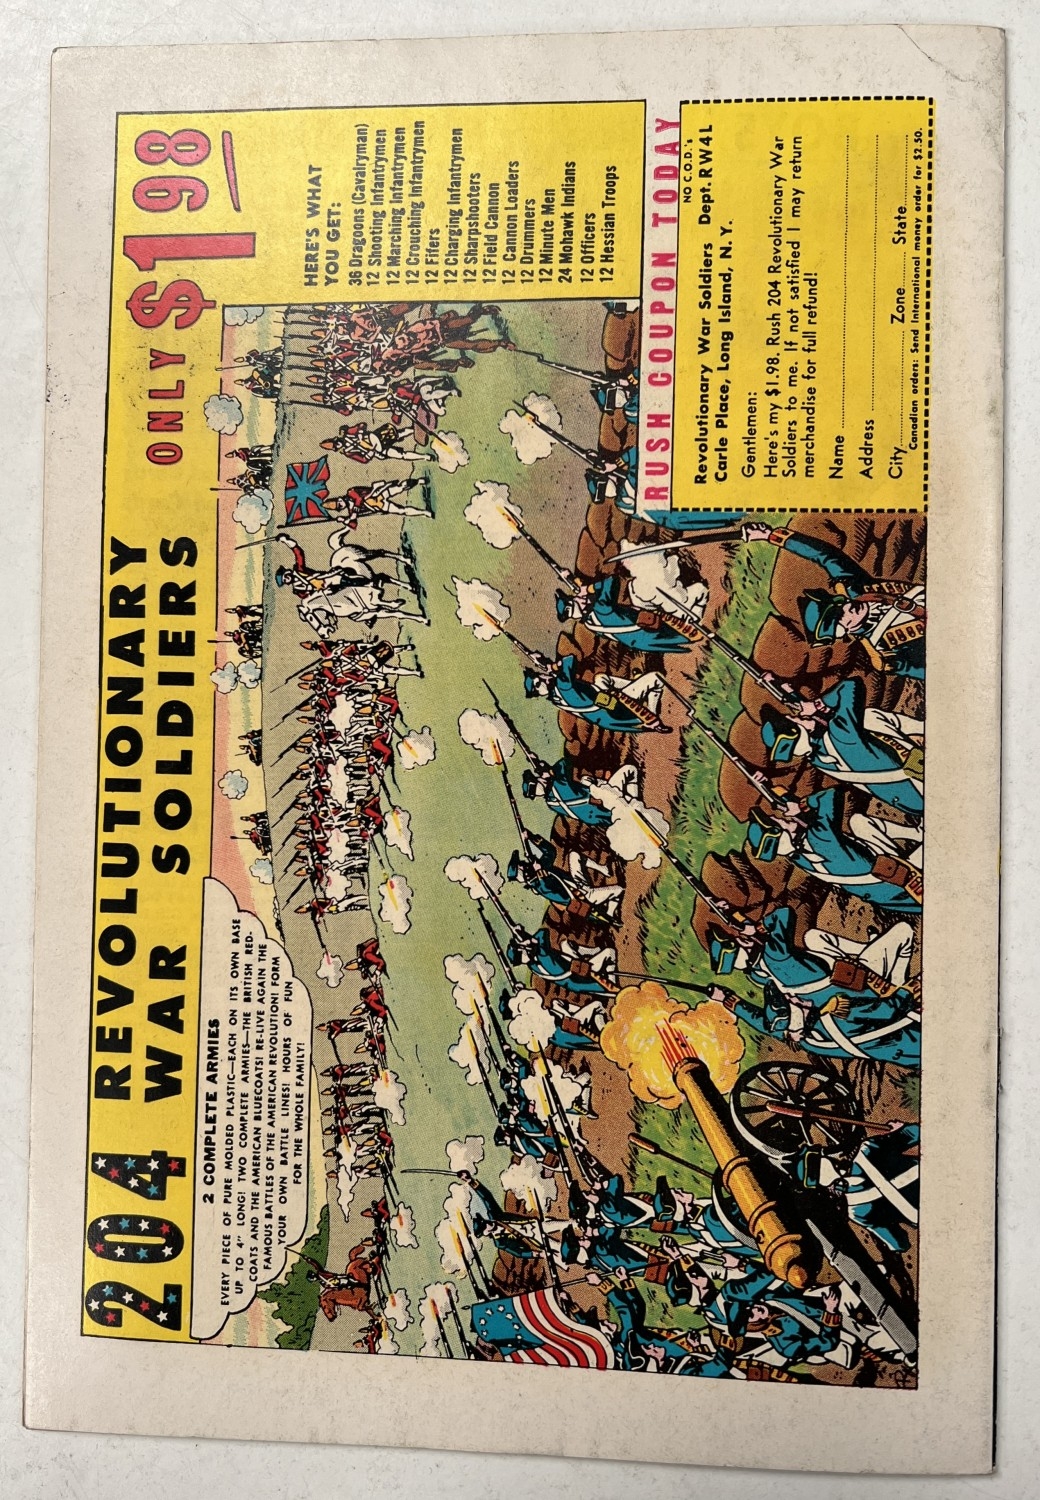 204 REVOLUTIONARY
WAR SOLDIERS
ONLY $1.98
2 COMPLETE ARMIES
EVERY PIECE OF PURE MOLDED PLASTIC—EACH ON ITS OWN BASE
UP TO 4" LONG! TWO COMPLETE ARMIES—THE BRITISH RED-
COATS AND THE AMERICAN BLUECOATS! RE-LIVE AGAIN THE
FAMOUS BATTLES OF THE AMERICAN REVOLUTION! FORM
YOUR OWN BATTLE LINES! HOURS OF FUN
FOR THE WHOLE FAMILY!
HERE'S WHAT
YOU GET:
36 Dragoons (Cavalryman)
12 Shooting Infantrymen
12 Marching Infantrymen
12 Crouching Infantrymen
12 Fifers
12 Charging Infantrymen
12 Sharpshooters
12 Field Cannon
12 Cannon Loaders
12 Drummers
12 Minute Men
24 Mohawk Indians
12 Officers
12 Hessian Troops
RUSH COUPON TODAY
NO C.O.D.'s
Revolutionary War Soldiers Dept. RW4L
Carle Place, Long Island, N. Y.
Gentlemen:
Here's my $1.98. Rush 204 Revolutionary War
Soldiers to me. If not satisfied I may return
merchandise for full refund!
Name
Address
City Zone State
Canadian orders: Send International money order for $2.50.